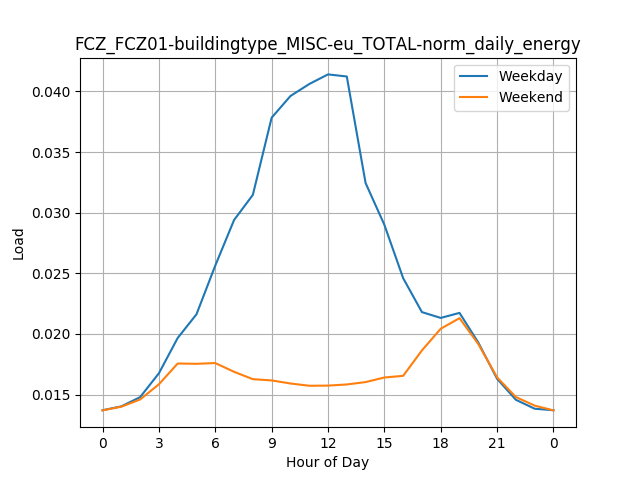 FCZ_FCZ01-buildingtype_MISC-eu_TOTAL-norm_daily_energy
Weekday
Weekend
0.040
0.035
0.030
0.025
0.020
0.015
Load
0 3 6 9 12 15 18 21 0
Hour of Day